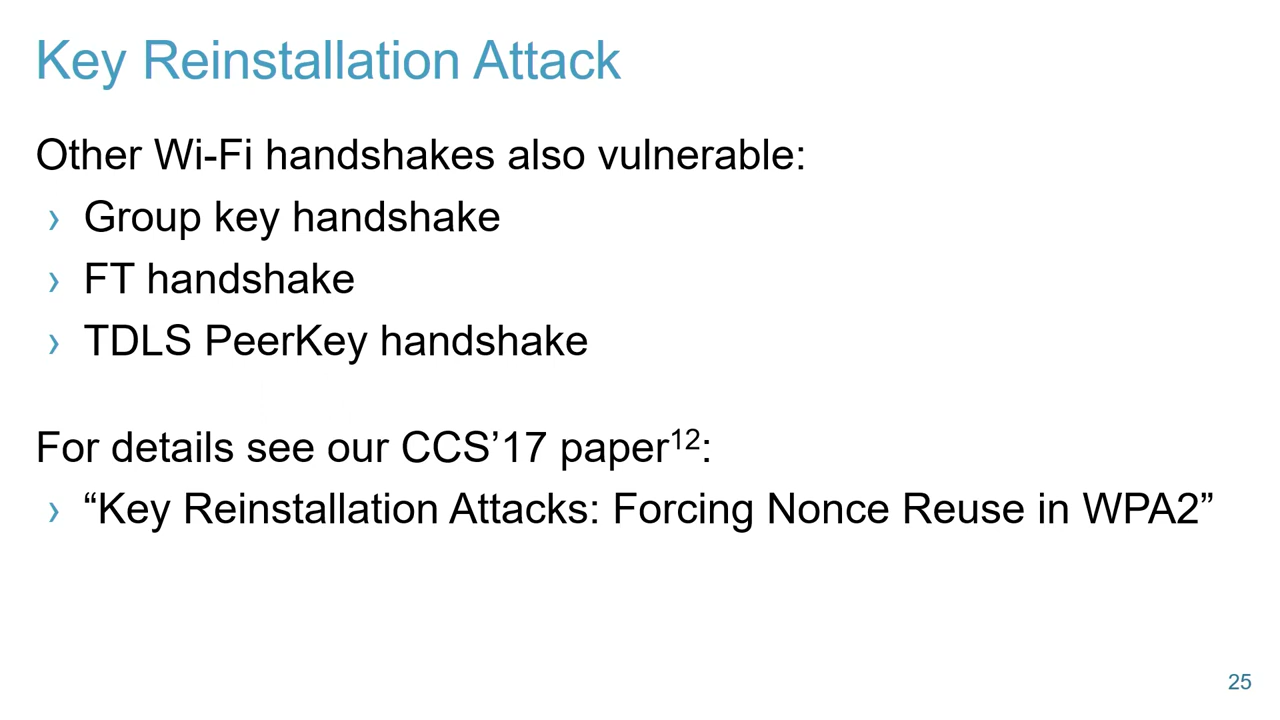 Key Reinstallation Attack
Other Wi-Fi handshakes also vulnerable:
› Group key handshake
› FT handshake
› TDLS PeerKey handshake
For details see our CCS’17 paper¹²:
› “Key Reinstallation Attacks: Forcing Nonce Reuse in WPA2”
25